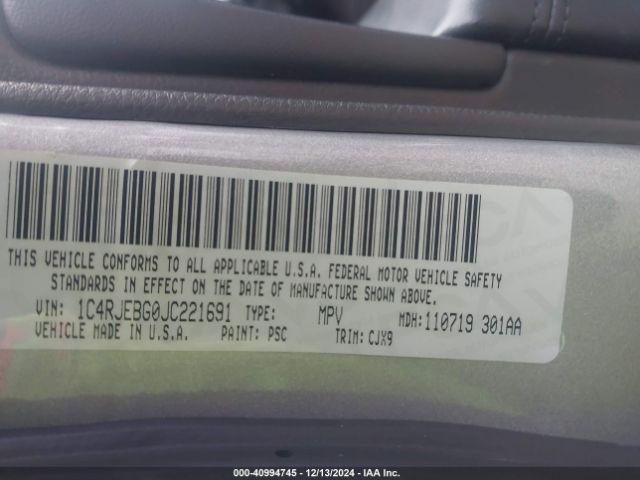 THIS VEHICLE CONFORMS TO ALL APPLICABLE U.S.A. FEDERAL MOTOR VEHICLE SAFETY
STANDARDS IN EFFECT ON THE DATE OF MANUFACTURE SHOWN ABOVE.
VIN: 1C4RJEBG0JC221691 TYPE: MPV MDH:110719 301AA
VEHICLE MADE IN U.S.A. PAINT: PSC TRIM: CJX9
000-40994745 - 12/13/2024 - IAA Inc.